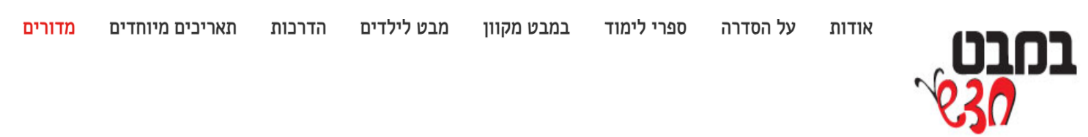 אודות על הסדרה ספרי לימוד במבט מקוון מבט לילדים הדרכות תאריכים מיוחדים מדורים
במבט
חדש